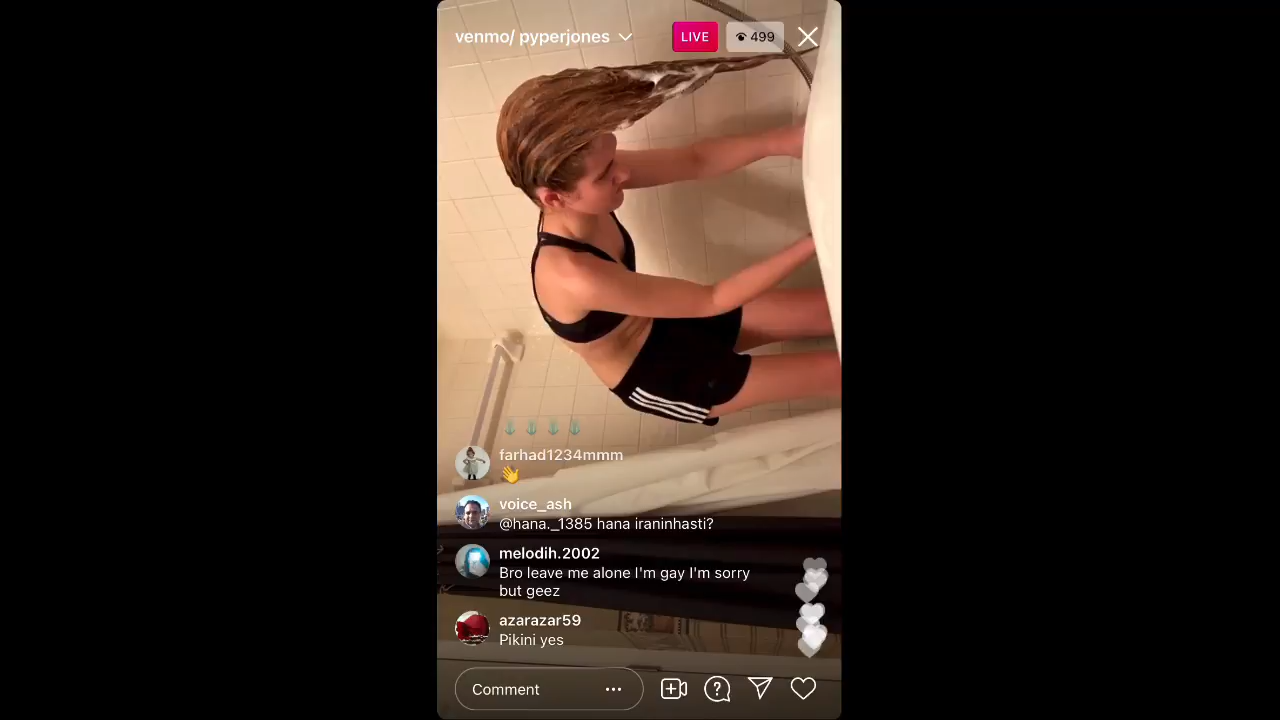 venmo/ pyperjones
LIVE
499
farhad1234mmm
👋
voice_ash
@hana._1385 hana iraninhasti?
melodih.2002
Bro leave me alone I'm gay I'm sorry
but geez
azarazar59
Pikini yes
Comment